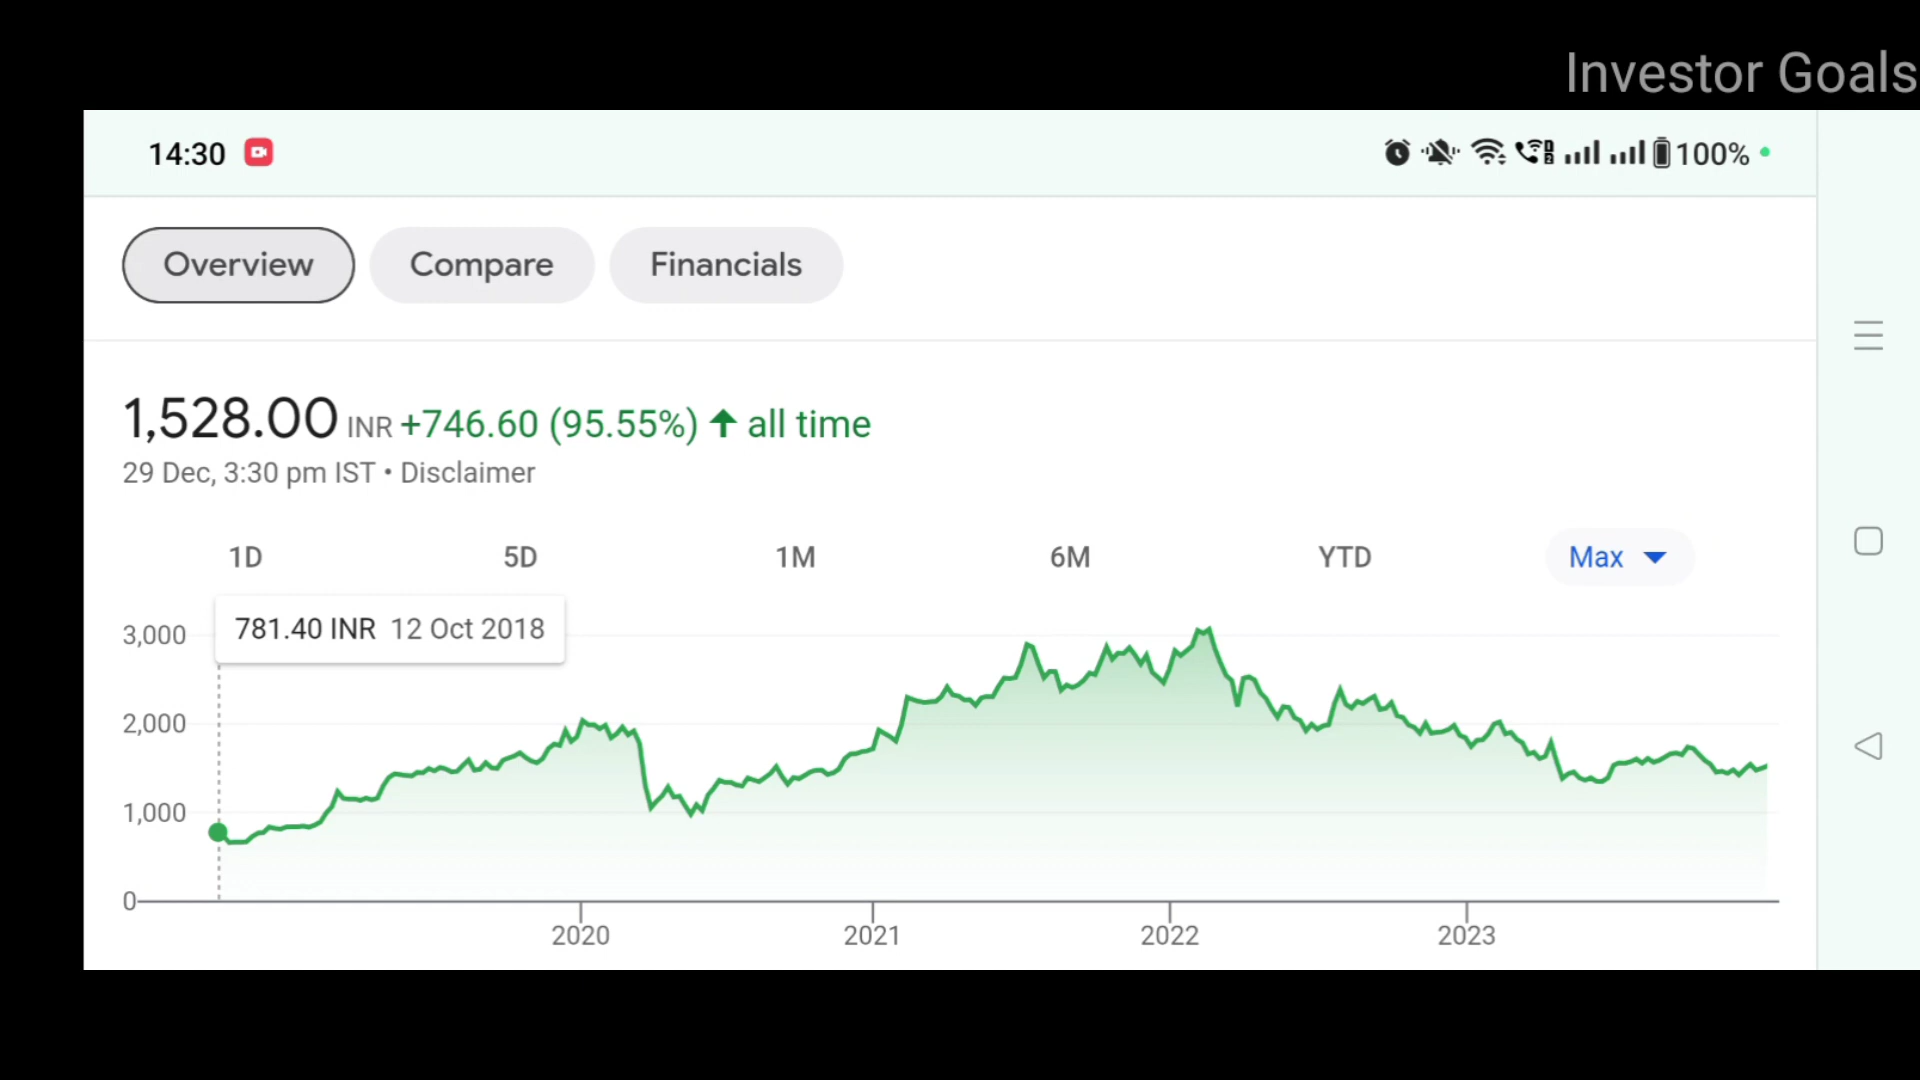 Investor Goals
14:30
100%
Overview Compare Financials
1,528.00 INR +746.60 (95.55%) ↑ all time
29 Dec, 3:30 pm IST • Disclaimer
1D 5D 1M 6M YTD Max
781.40 INR 12 Oct 2018
3,000
2,000
1,000
0
2020 2021 2022 2023